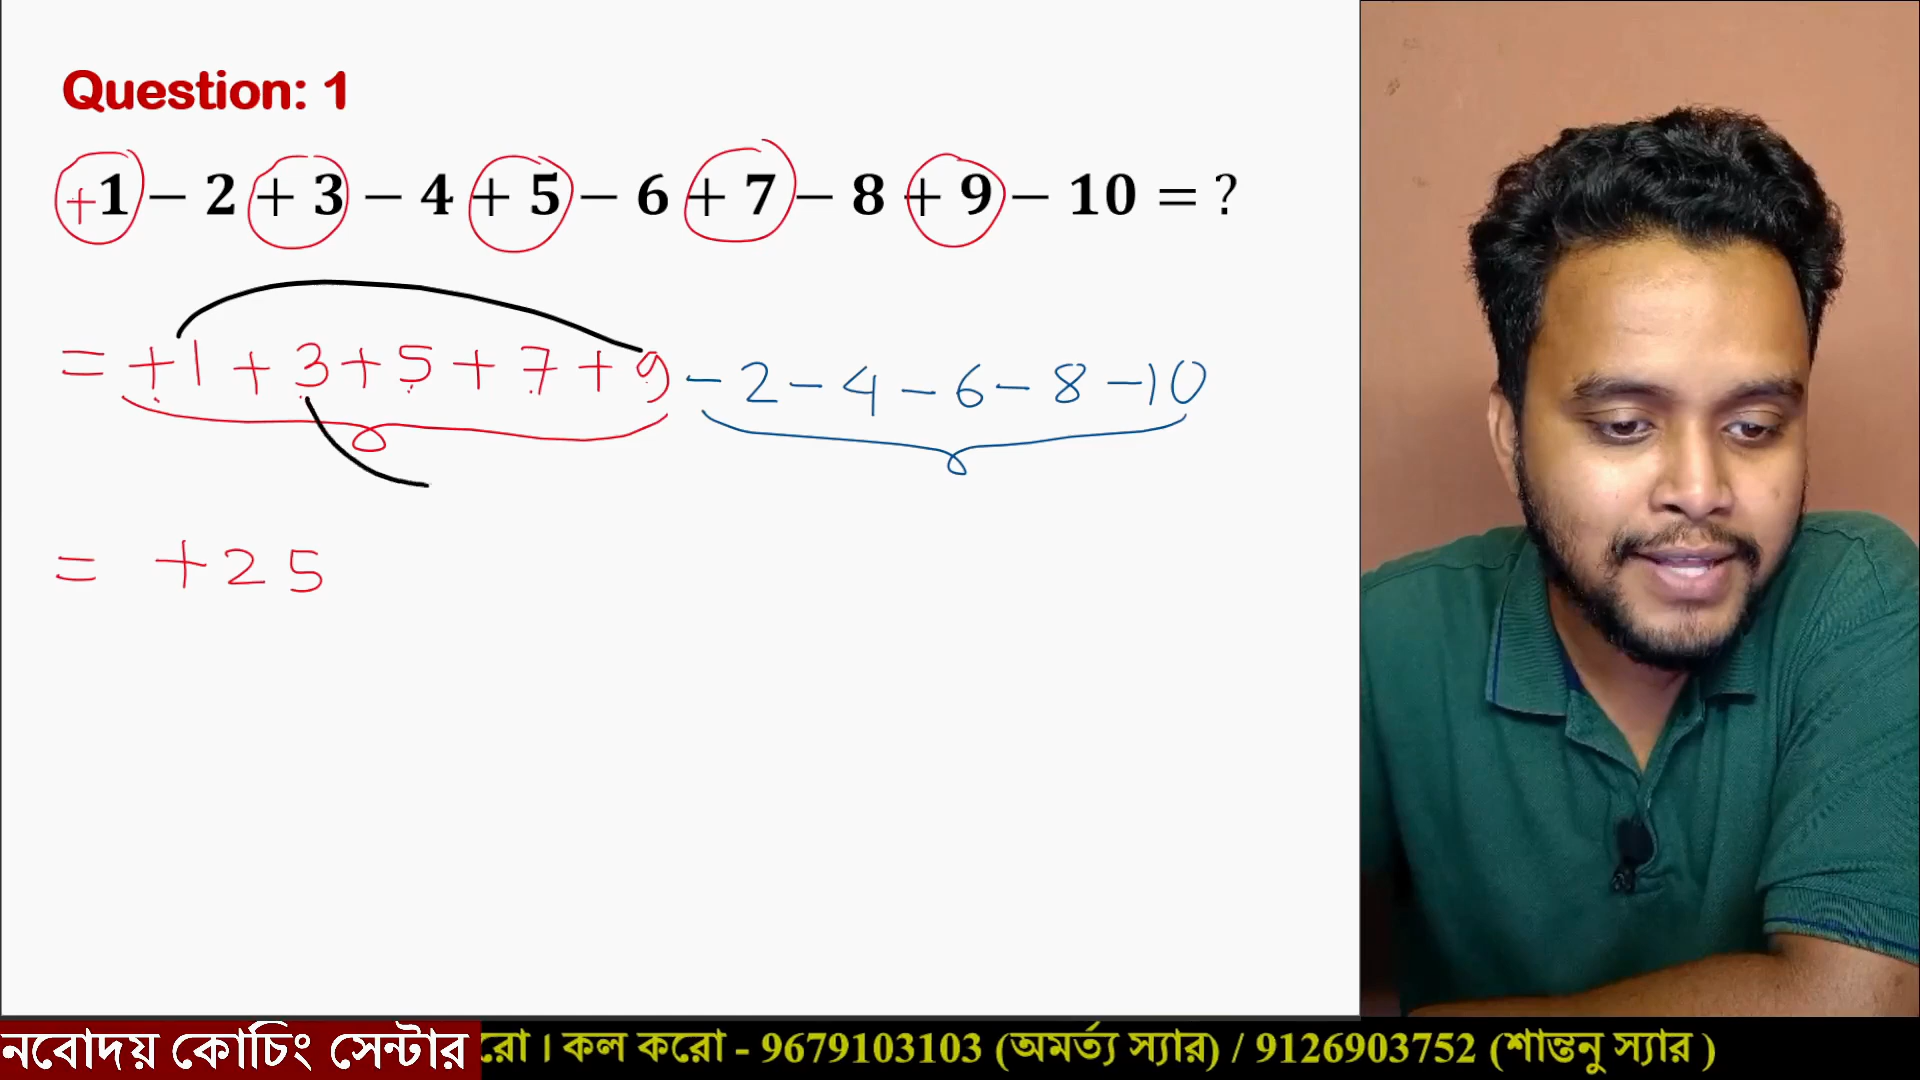 Question: 1
+1 − 2 + 3 − 4 + 5 − 6 + 7 − 8 + 9 − 10 = ?
= +1 + 3 + 5 + 7 + 9 − 2 − 4 − 6 − 8 − 10
= +25
নবোদয় কোচিং সেন্টার
রো । কল করো - 9679103103 (অমর্ত্য স্যার) / 9126903752 (শান্তনু স্যার )